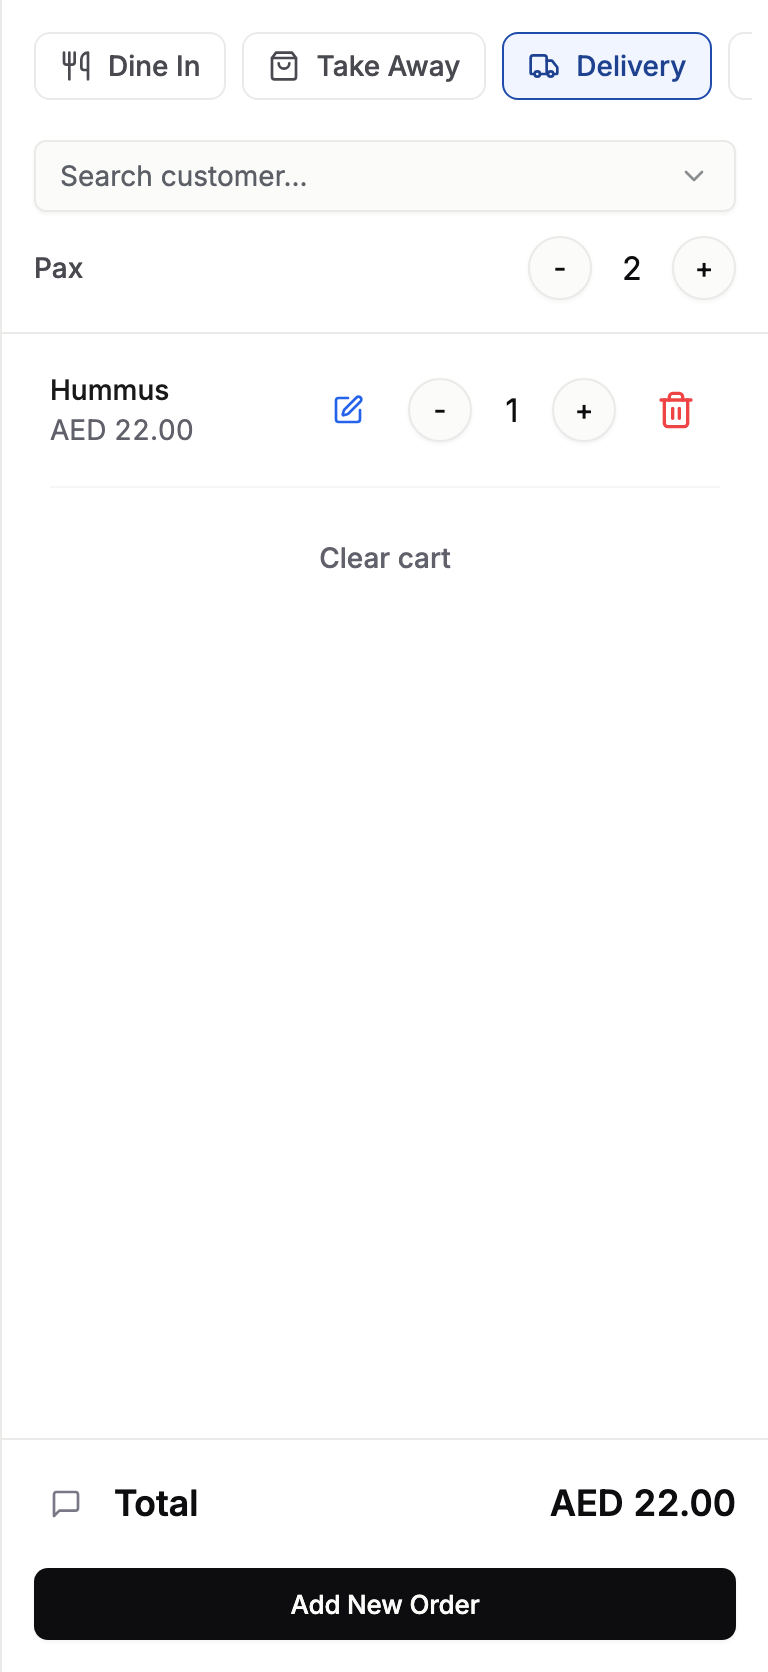 Dine In
Take Away
Delivery
Search customer...
Pax
- 2 +
Hummus
- 1 +
AED 22.00
Clear cart
Total
AED 22.00
Add New Order